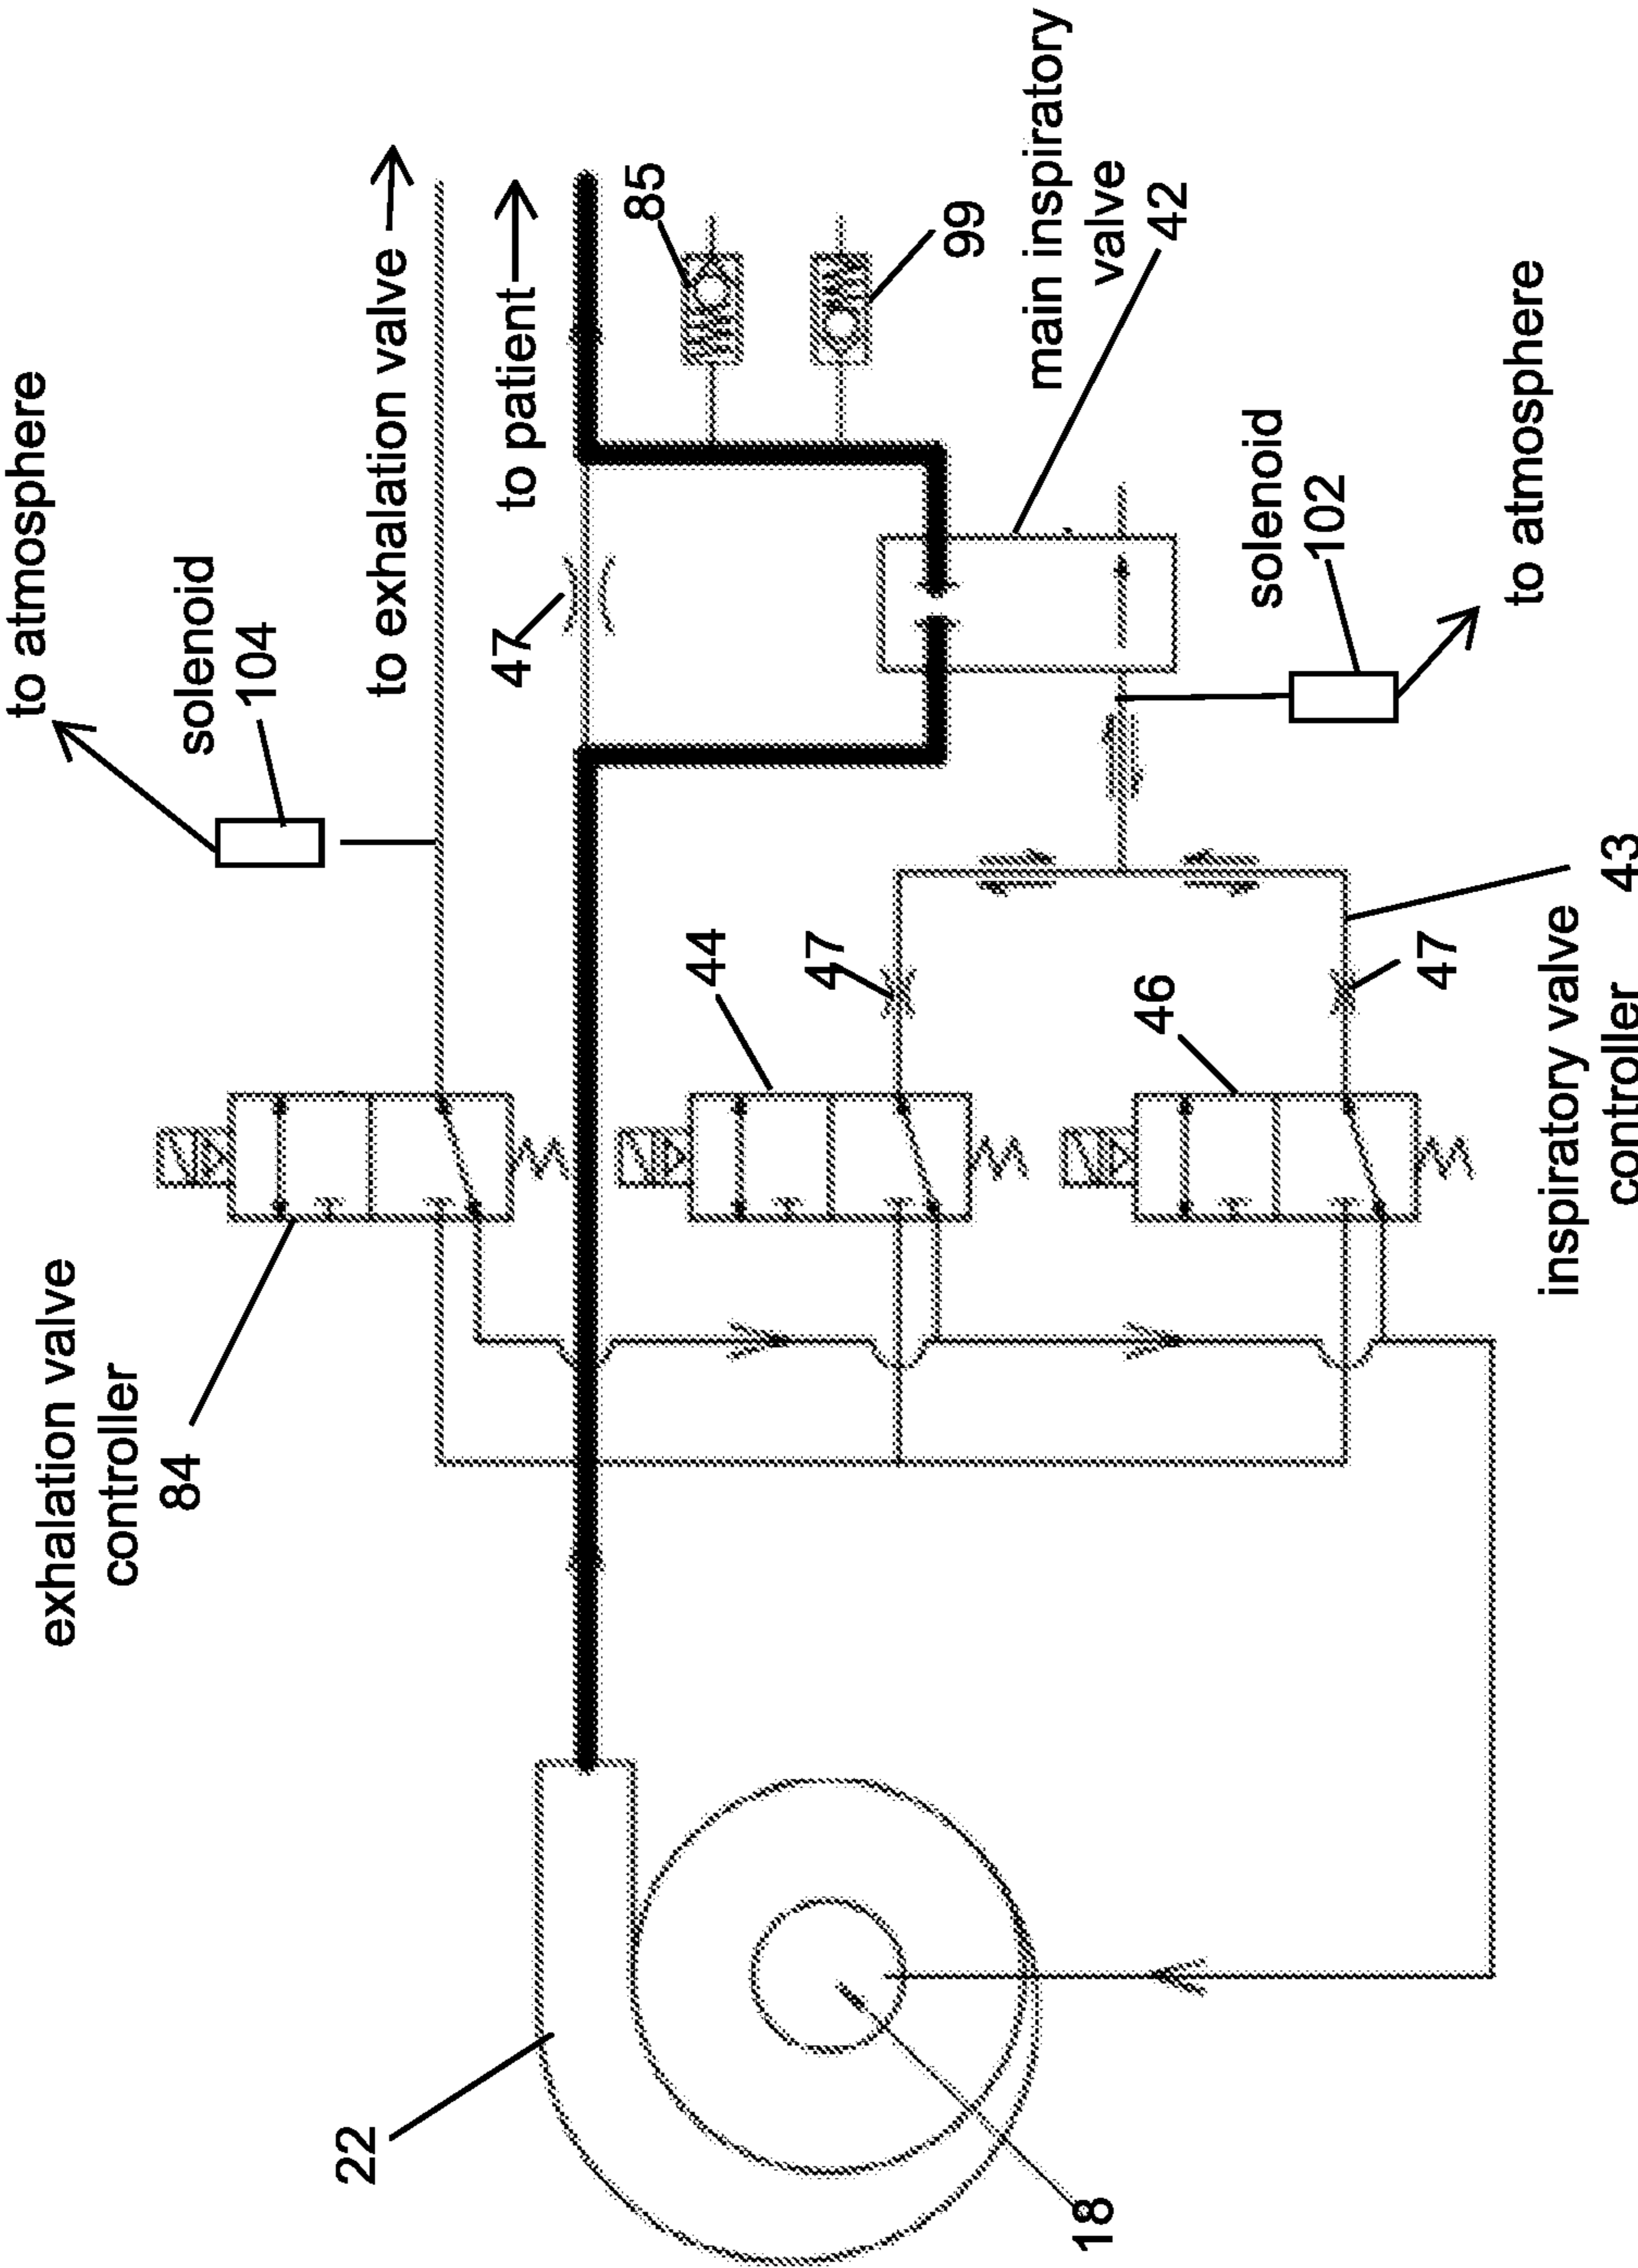 to atmosphere
exhalation valve
controller
84
solenoid
104
22
to exhalation valve
to patient
47
85
44
47
99
main inspiratory
valve
42
18
46
solenoid
102
47
to atmosphere
inspiratory valve
controller 43